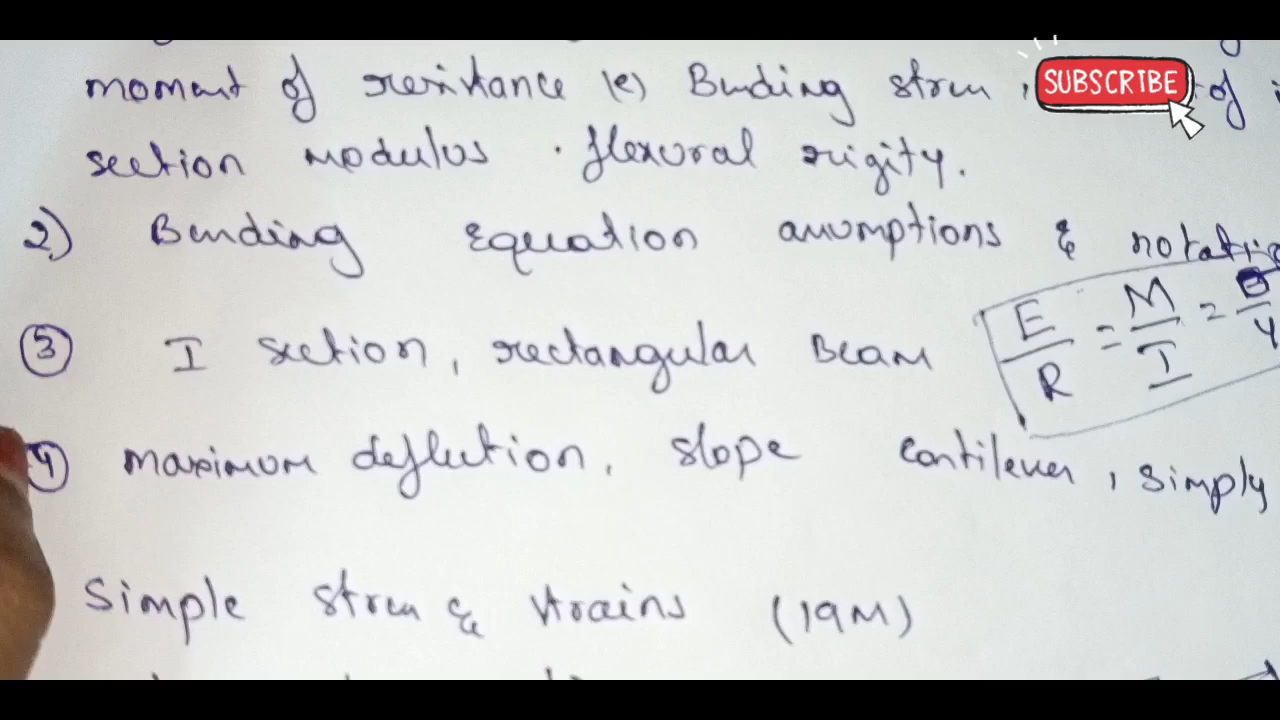 moment of resistance (e) Bending stress, of
SUBSCRIBE
section modulus . flexural rigity.
2) Bending Equation assumptions &
E/R = M/I = σ/Y
③ I section, rectangular Beam
④ maximum deflection, slope cantilever, simply
simple stress & strains (19M)